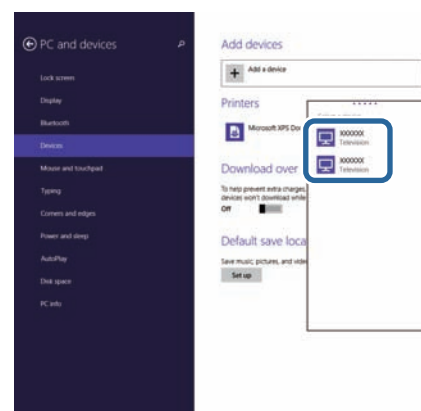 PC and devices
Lock screen
Display
Bluetooth
Devices
Mouse and touchpad
Typing
Corners and edges
Power and sleep
AutoPlay
Disk space
PC info
Add devices
Add a device
Printers
Microsoft XPS Doc
Download over
To help prevent extra charges,
devices won't download while
Off
Default save loca
Save music, pictures, and vide
Set up
XXXXXX
Television
XXXXXX
Television